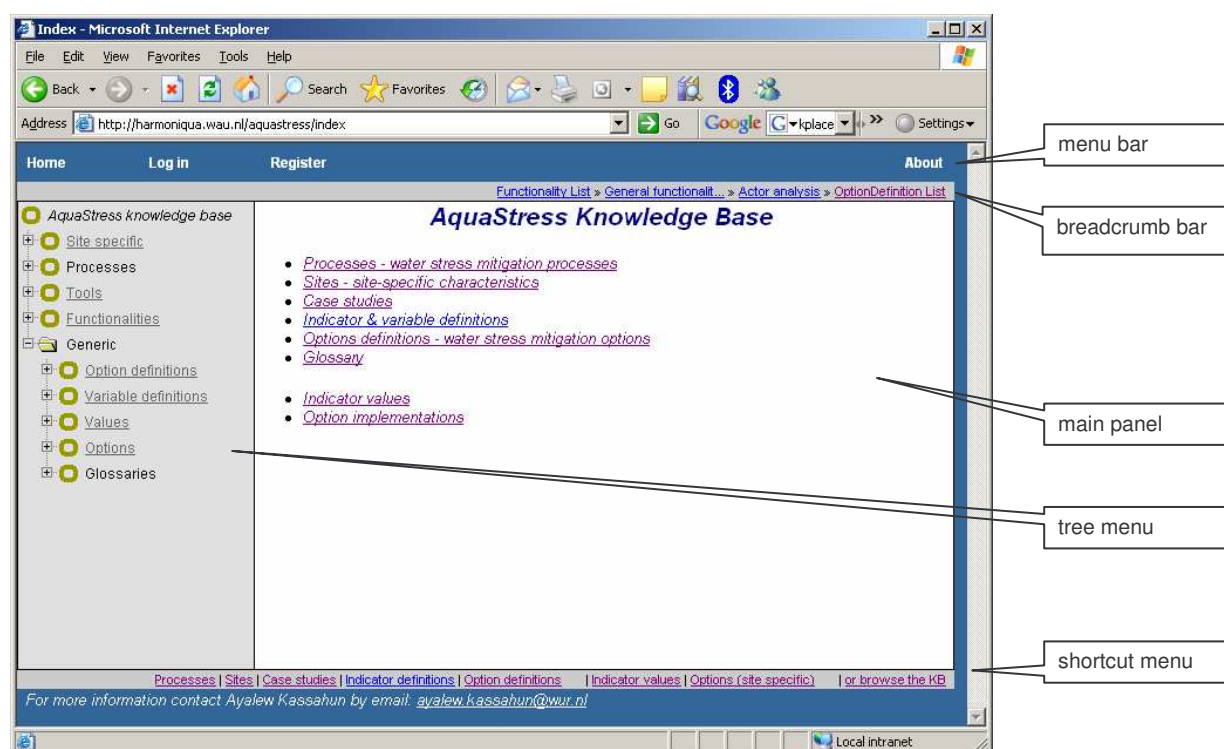 Index - Microsoft Internet Explorer
File Edit View Favorites Tools Help
Back Search Favorites
Address http://harmoniqua.wau.nl/aquastress/index Go Google G kplace » Settings
Home Log in Register About
Functionality List » General functionalit... » Actor analysis » OptionDefinition List
AquaStress knowledge base
Site specific
Processes
Tools
Functionalities
Generic
Option definitions
Variable definitions
Values
Options
Glossaries
AquaStress Knowledge Base
Processes - water stress mitigation processes
Sites - site-specific characteristics
Case studies
Indicator & variable definitions
Options definitions - water stress mitigation options
Glossary
Indicator values
Option implementations
Processes | Sites | Case studies | Indicator definitions | Option definitions | Indicator values | Options (site specific) | or browse the KB
For more information contact Ayalew Kassahun by email: ayalew.kassahun@wur.nl
Local intranet
menu bar
breadcrumb bar
main panel
tree menu
shortcut menu